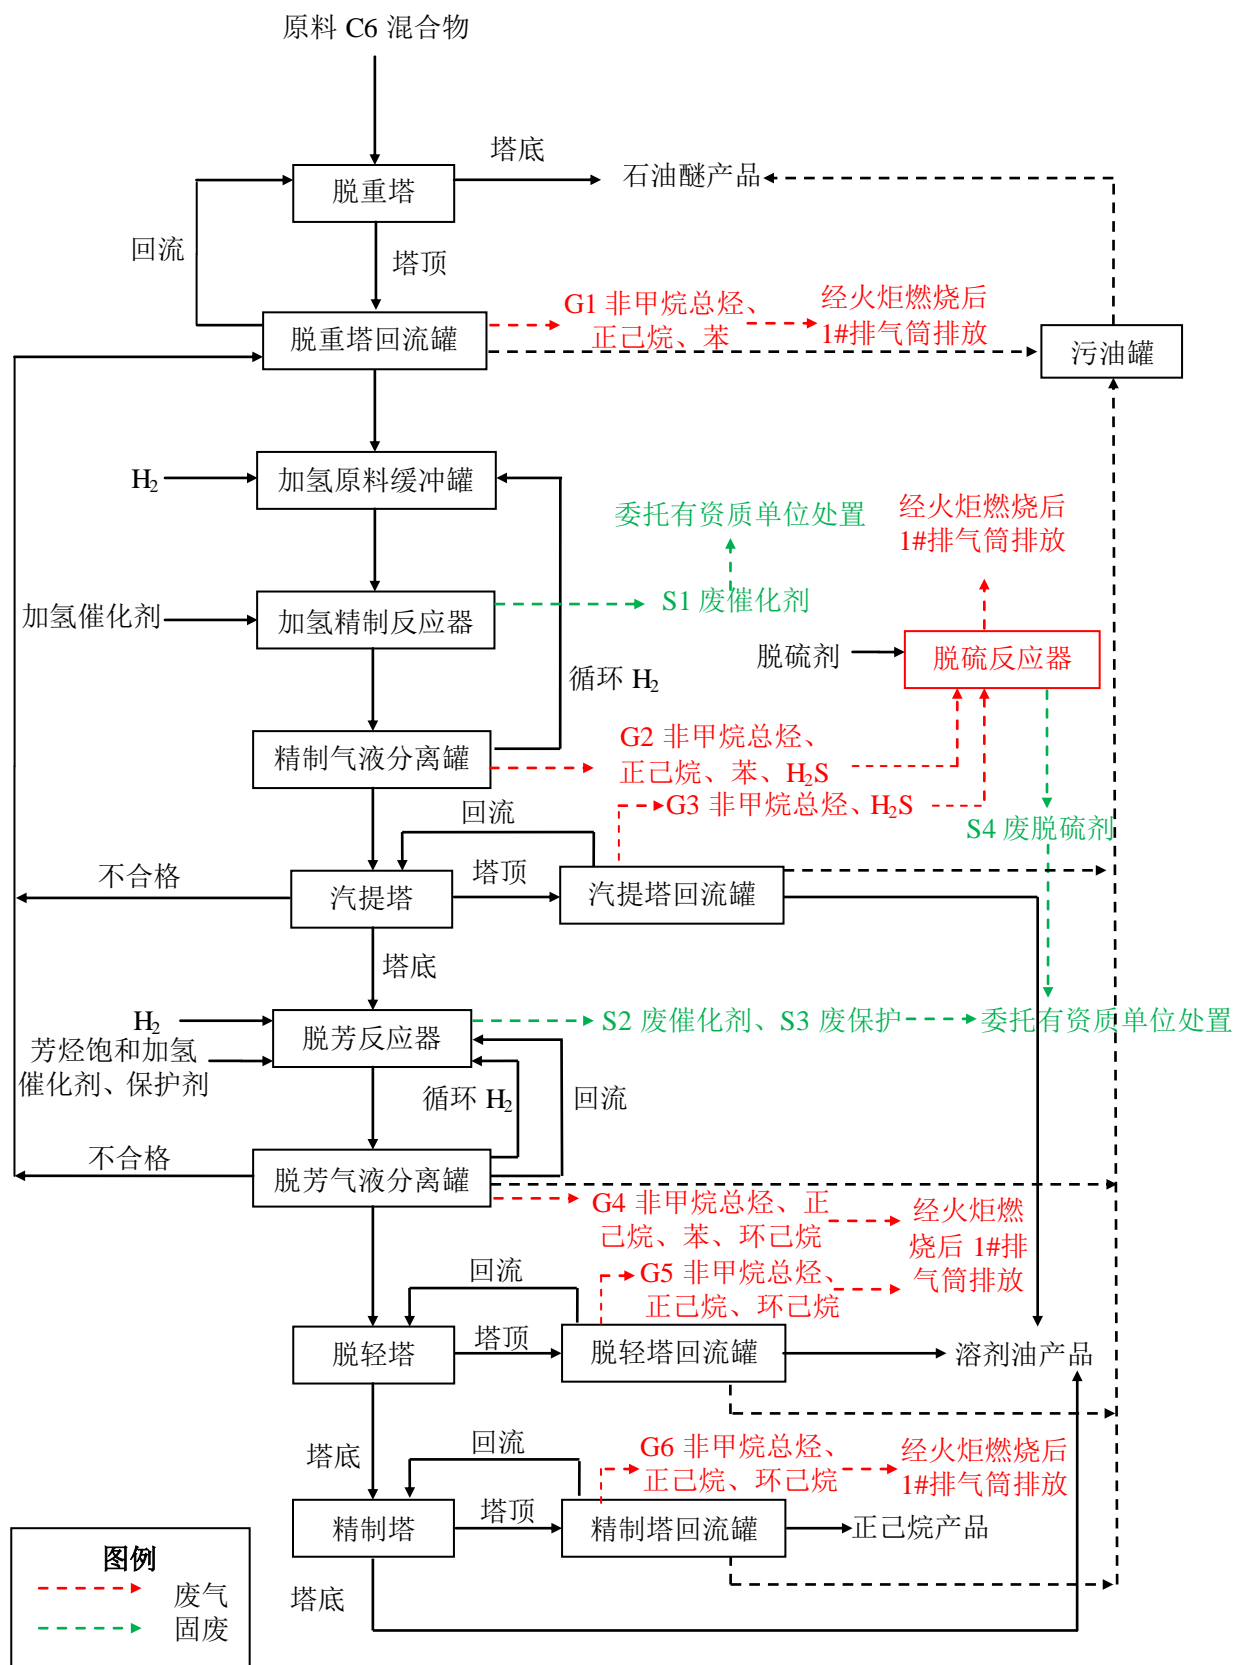 原料 C6 混合物
塔底
脱重塔
石油醚产品
回流
塔顶
G1 非甲烷总烃、
正己烷、苯
经火炬燃烧后
1#排气筒排放
脱重塔回流罐
污油罐
H₂
加氢原料缓冲罐
委托有资质单位处置
经火炬燃烧后
1#排气筒排放
加氢催化剂
加氢精制反应器
S1 废催化剂
脱硫剂
脱硫反应器
循环 H₂
精制气液分离罐
G2 非甲烷总烃、
正己烷、苯、H₂S
G3 非甲烷总烃、H₂S
回流
S4 废脱硫剂
不合格
汽提塔
塔顶
汽提塔回流罐
塔底
H₂
脱芳反应器
S2 废催化剂、S3 废保护
委托有资质单位处置
芳烃饱和加氢
催化剂、保护剂
循环 H₂
回流
不合格
脱芳气液分离罐
G4 非甲烷总烃、正
己烷、苯、环己烷
经火炬燃
烧后 1#排
气筒排放
回流
G5 非甲烷总烃、
正己烷、环己烷
脱轻塔
塔顶
脱轻塔回流罐
溶剂油产品
塔底
回流
G6 非甲烷总烃、
正己烷、环己烷
经火炬燃烧后
1#排气筒排放
精制塔
塔顶
精制塔回流罐
正己烷产品
塔底
图例
废气
固废